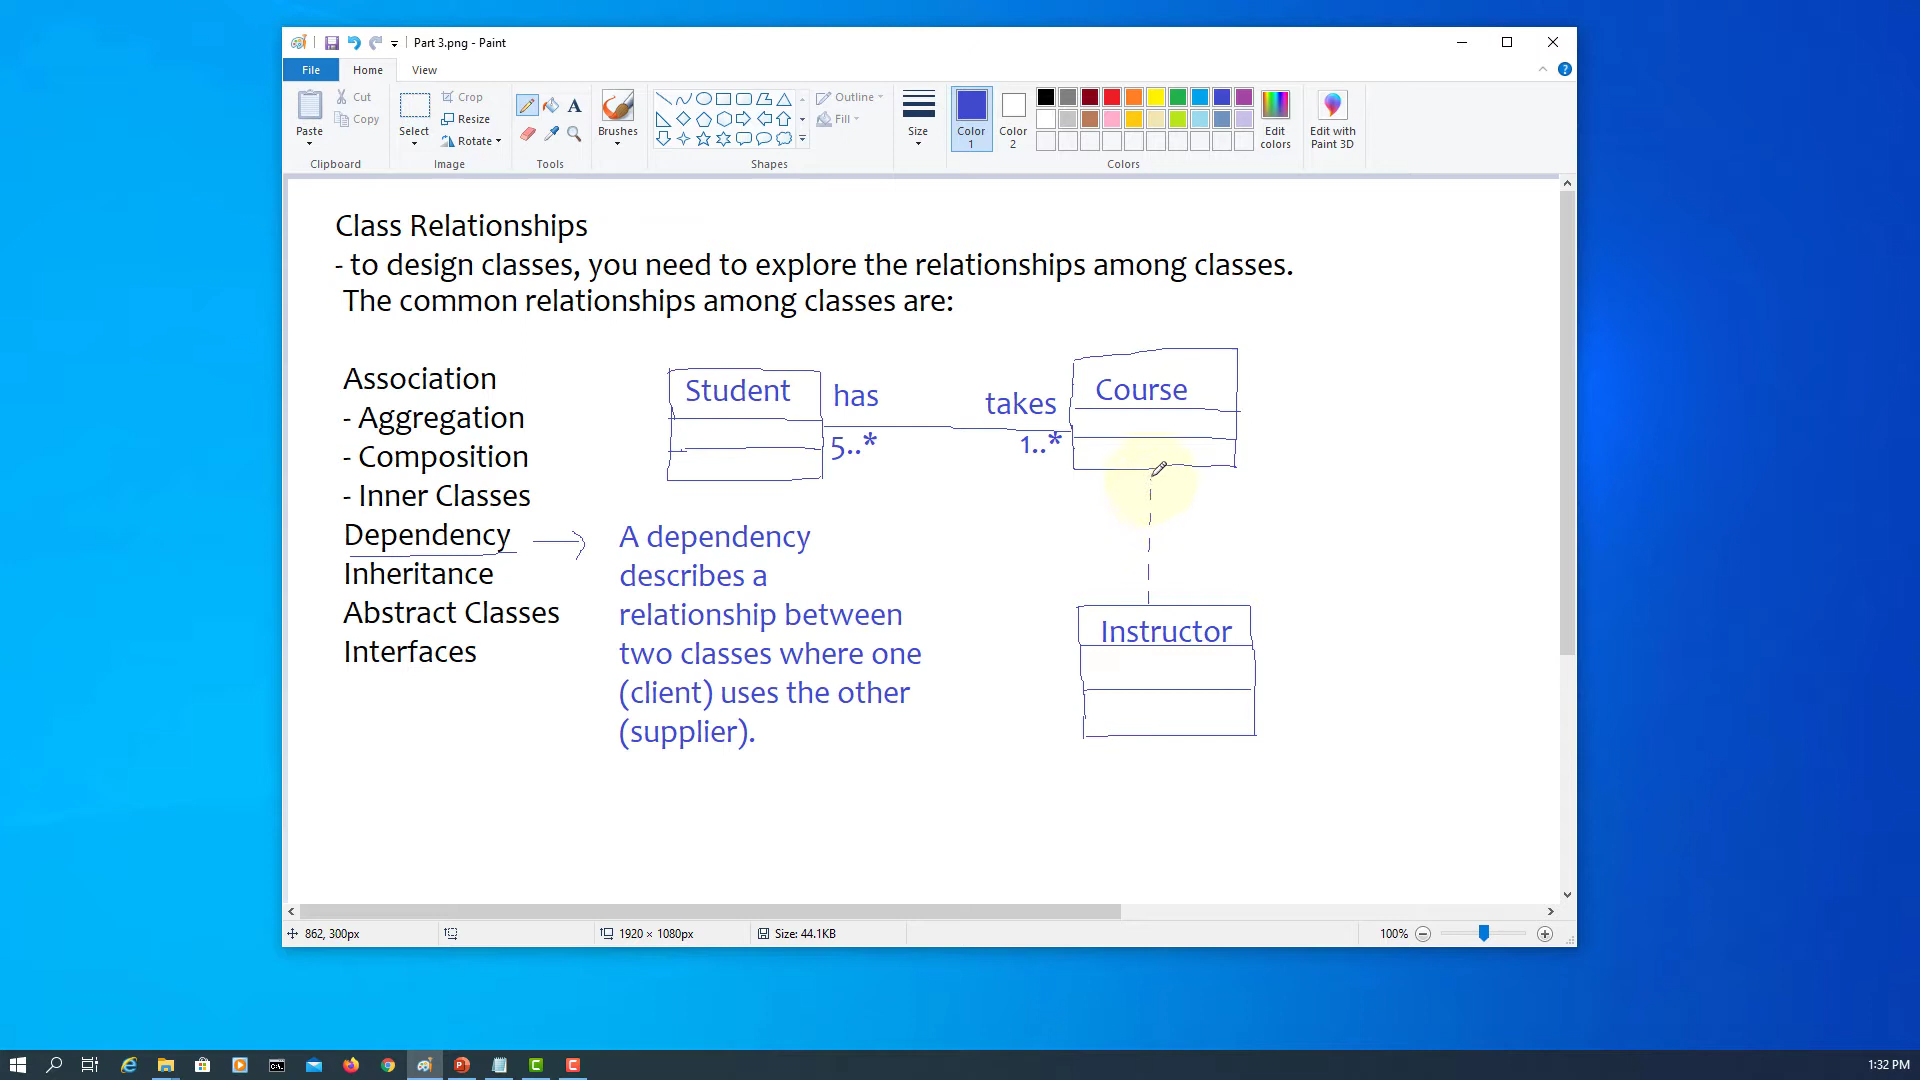 Part 3.png - Paint
File
Home
View
Paste
Cut
Copy
Clipboard
Select
Crop
Resize
Rotate
Image
A
Tools
Brushes
Shapes
Outline
Fill
Size
Color
1
Color
2
Colors
Edit
colors
Edit with
Paint 3D
Class Relationships
- to design classes, you need to explore the relationships among classes.
The common relationships among classes are:
Association
- Aggregation
- Composition
- Inner Classes
Dependency
Inheritance
Abstract Classes
Interfaces
Student
has
5..*
takes
1..*
Course
A dependency
describes a
relationship between
two classes where one
(client) uses the other
(supplier).
Instructor
862, 300px
1920 × 1080px
Size: 44.1KB
100%
1:32 PM